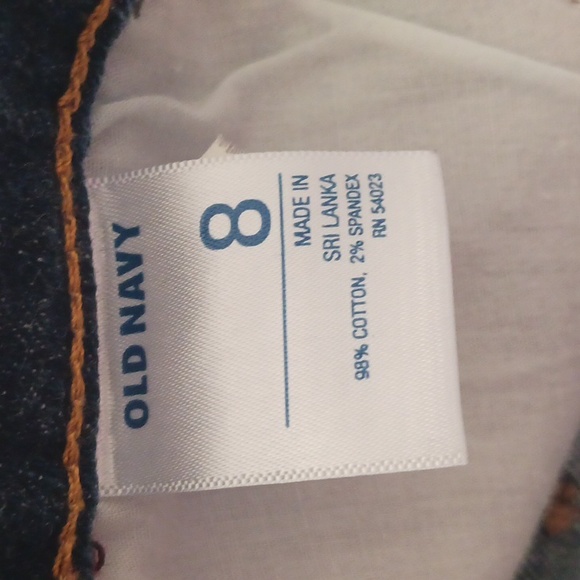 OLD NAVY
8
MADE IN
SRI LANKA
98% COTTON, 2% SPANDEX
RN 54023